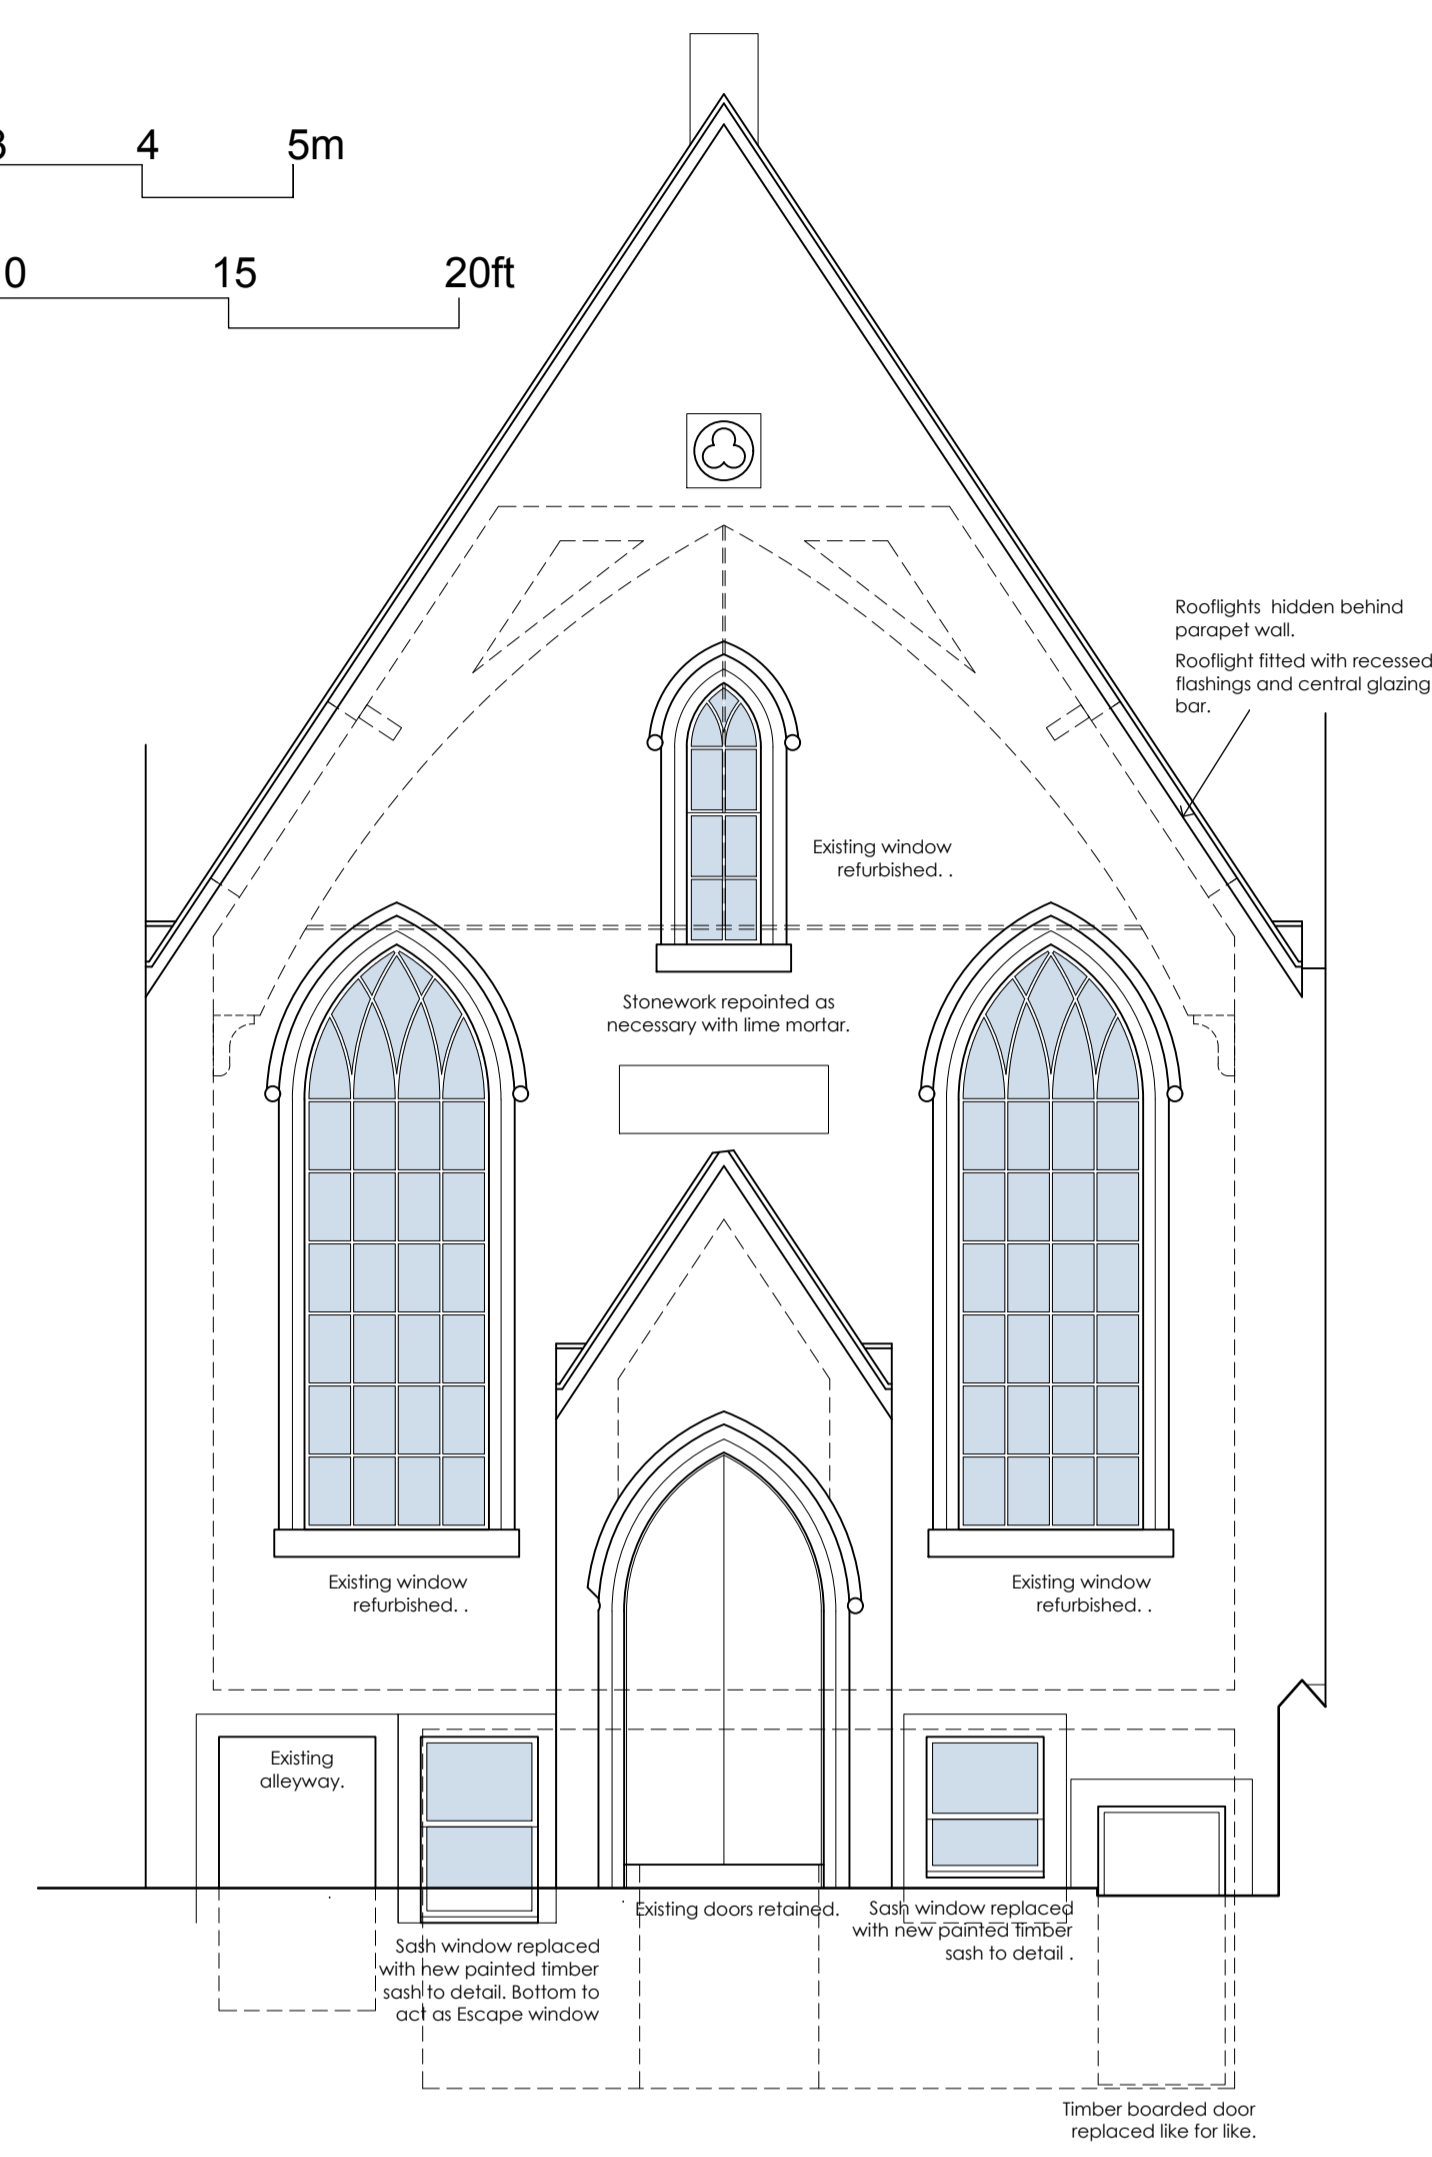 3 4 5m
0 15 20ft
Rooflights hidden behind
parapet wall.
Rooflight fitted with recessed
flashings and central glazing
bar.
Existing window
refurbished. .
Stonework repointed as
necessary with lime mortar.
Existing window
refurbished. .
Existing window
refurbished. .
Existing
alleyway.
Existing doors retained.
Sash window replaced
with new painted timber
sash to detail .
Sash window replaced
with new painted timber
sash to detail. Bottom to
act as Escape window
Timber boarded door
replaced like for like.